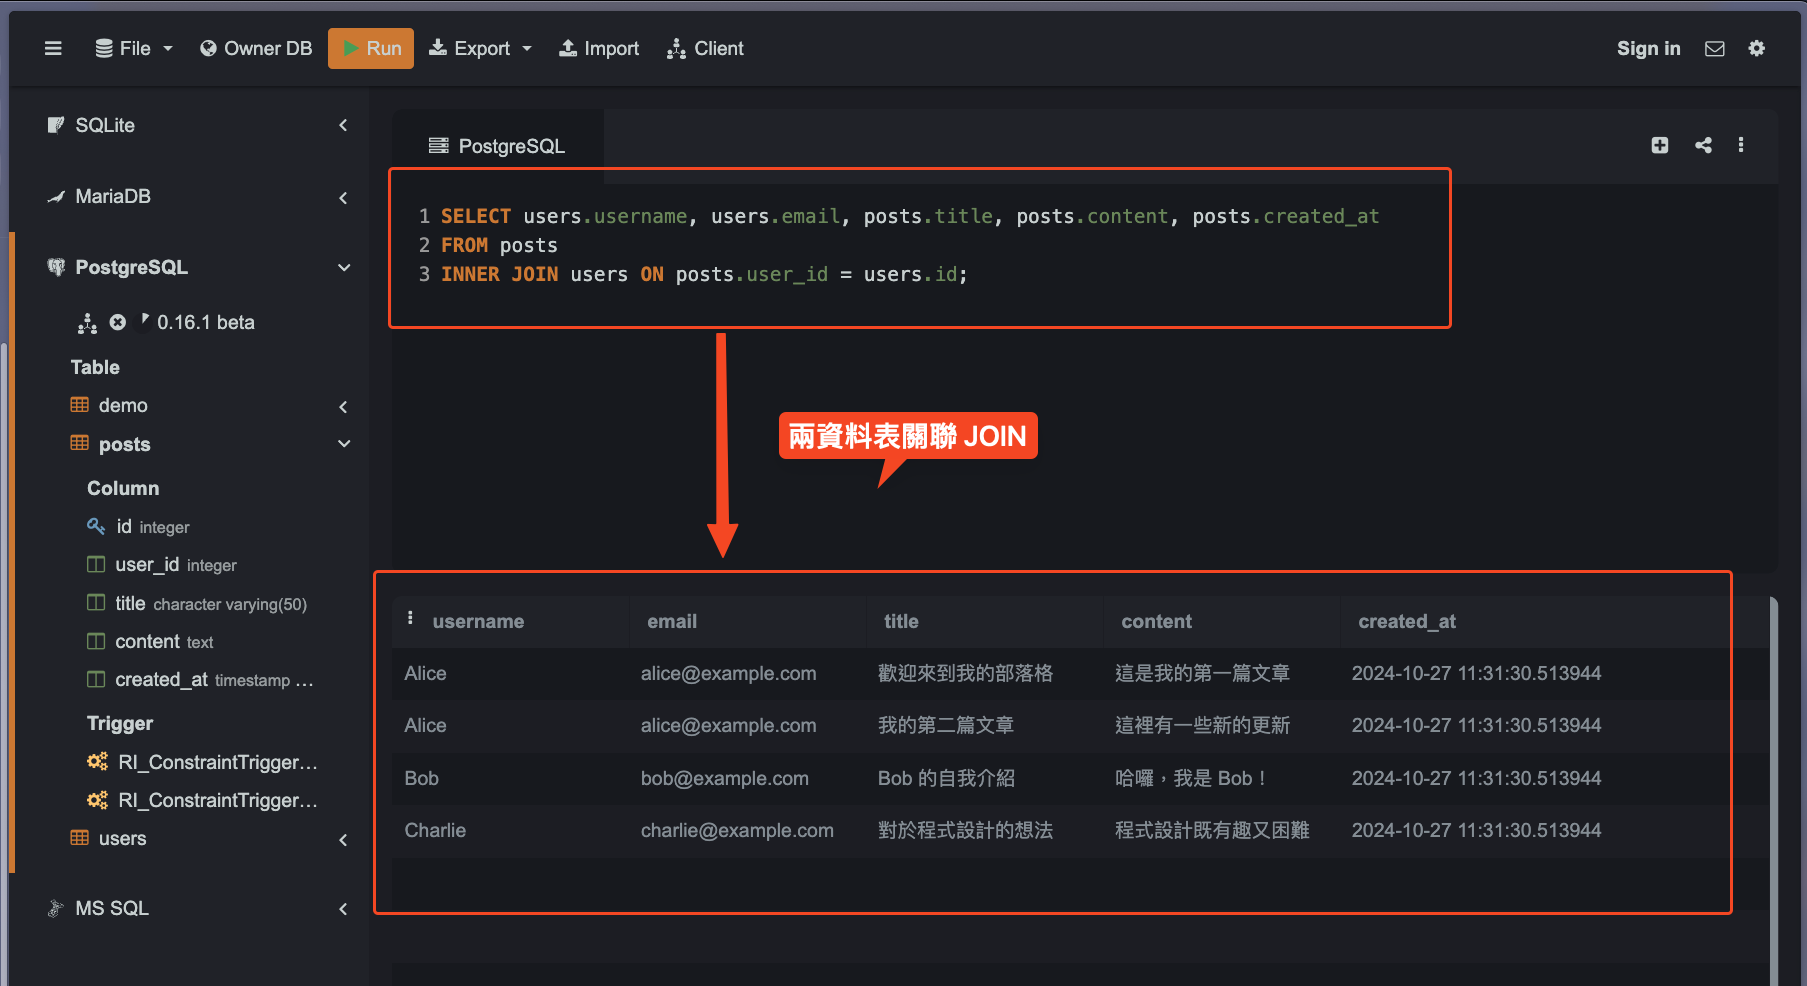 File Owner DB Run Export Import Client Sign in
SQLite
MariaDB
PostgreSQL
0.16.1 beta
Table
demo
posts
Column
id integer
user_id integer
title character varying(50)
content text
created_at timestamp ...
Trigger
RI_ConstraintTrigger...
RI_ConstraintTrigger...
users
MS SQL
PostgreSQL
1 SELECT users.username, users.email, posts.title, posts.content, posts.created_at
2 FROM posts
3 INNER JOIN users ON posts.user_id = users.id;
兩資料表關聯 JOIN
username email title content created_at
Alice alice@example.com 歡迎來到我的部落格 這是我的第一篇文章 2024-10-27 11:31:30.513944
Alice alice@example.com 我的第二篇文章 這裡有一些新的更新 2024-10-27 11:31:30.513944
Bob bob@example.com Bob 的自我介紹 哈囉，我是 Bob！ 2024-10-27 11:31:30.513944
Charlie charlie@example.com 對於程式設計的想法 程式設計既有趣又困難 2024-10-27 11:31:30.513944